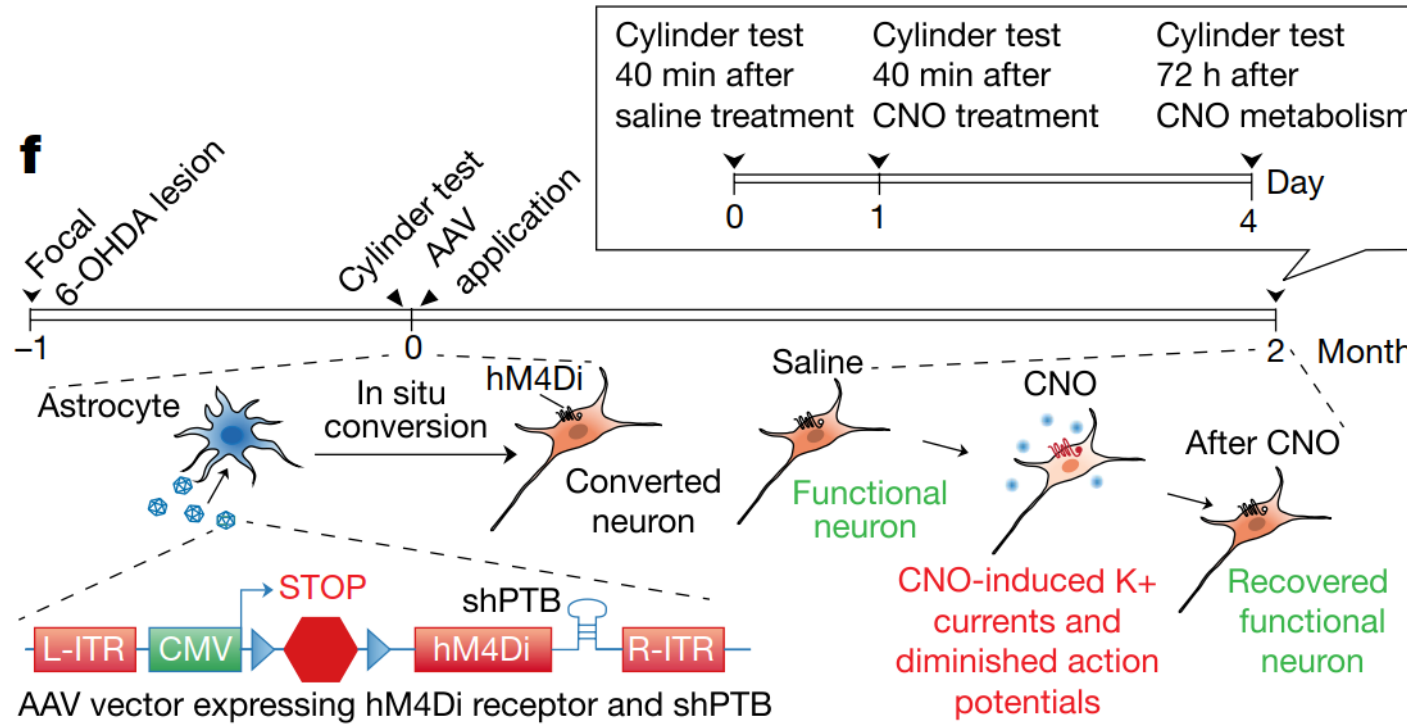 f
Cylinder test
40 min after
saline treatment
Cylinder test
40 min after
CNO treatment
Cylinder test
72 h after
CNO metabolism
0
1
4
Day
Focal
6-OHDA lesion
Cylinder test
AAV
application
–1
0
2
Month
Astrocyte
In situ
conversion
hM4Di
Converted
neuron
Saline
Functional
neuron
CNO
CNO-induced K+
currents and
diminished action
potentials
After CNO
Recovered
functional
neuron
STOP
shPTB
L-ITR
CMV
hM4Di
R-ITR
AAV vector expressing hM4Di receptor and shPTB